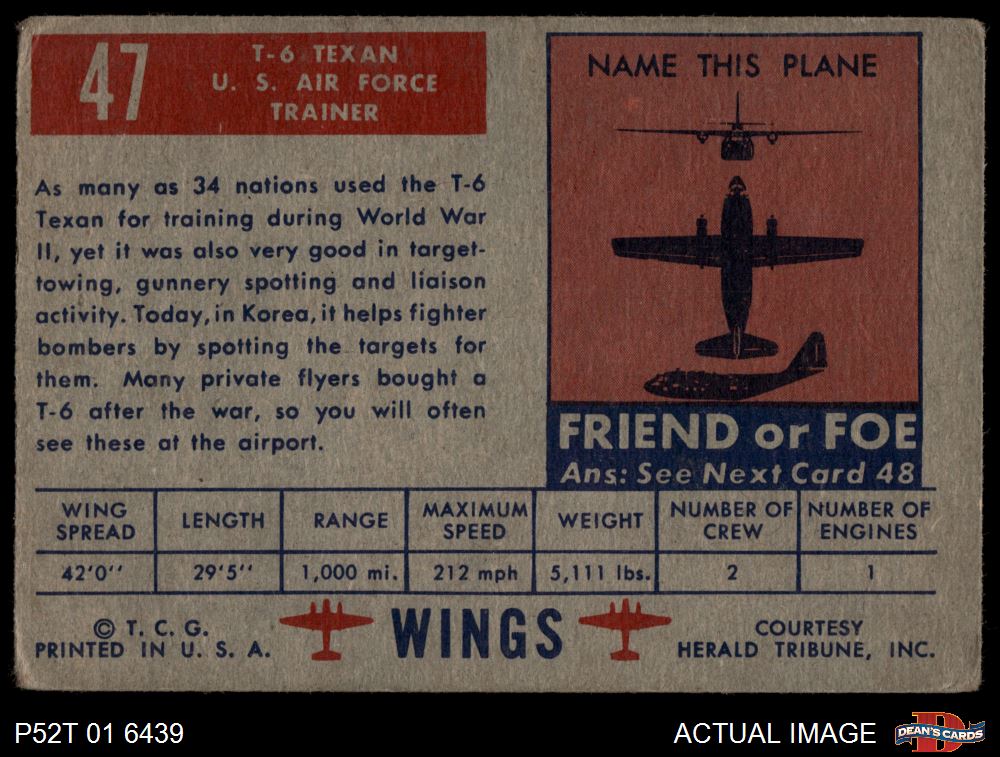 47
T-6 TEXAN
U. S. AIR FORCE
TRAINER
As many as 34 nations used the T-6
Texan for training during World War
II, yet it was also very good in target-
towing, gunnery spotting and liaison
activity. Today, in Korea, it helps fighter
bombers by spotting the targets for
them. Many private flyers bought a
T-6 after the war, so you will often
see these at the airport.
NAME THIS PLANE
FRIEND or FOE
Ans: See Next Card 48
WING SPREAD LENGTH RANGE MAXIMUM SPEED WEIGHT NUMBER OF CREW NUMBER OF ENGINES
42'0'' 29'5'' 1,000 mi. 212 mph 5,111 lbs. 2 1
© T. C. G.
PRINTED IN U. S. A.
WINGS
COURTESY
HERALD TRIBUNE, INC.
P52T 01 6439
ACTUAL IMAGE
DEAN'S CARDS